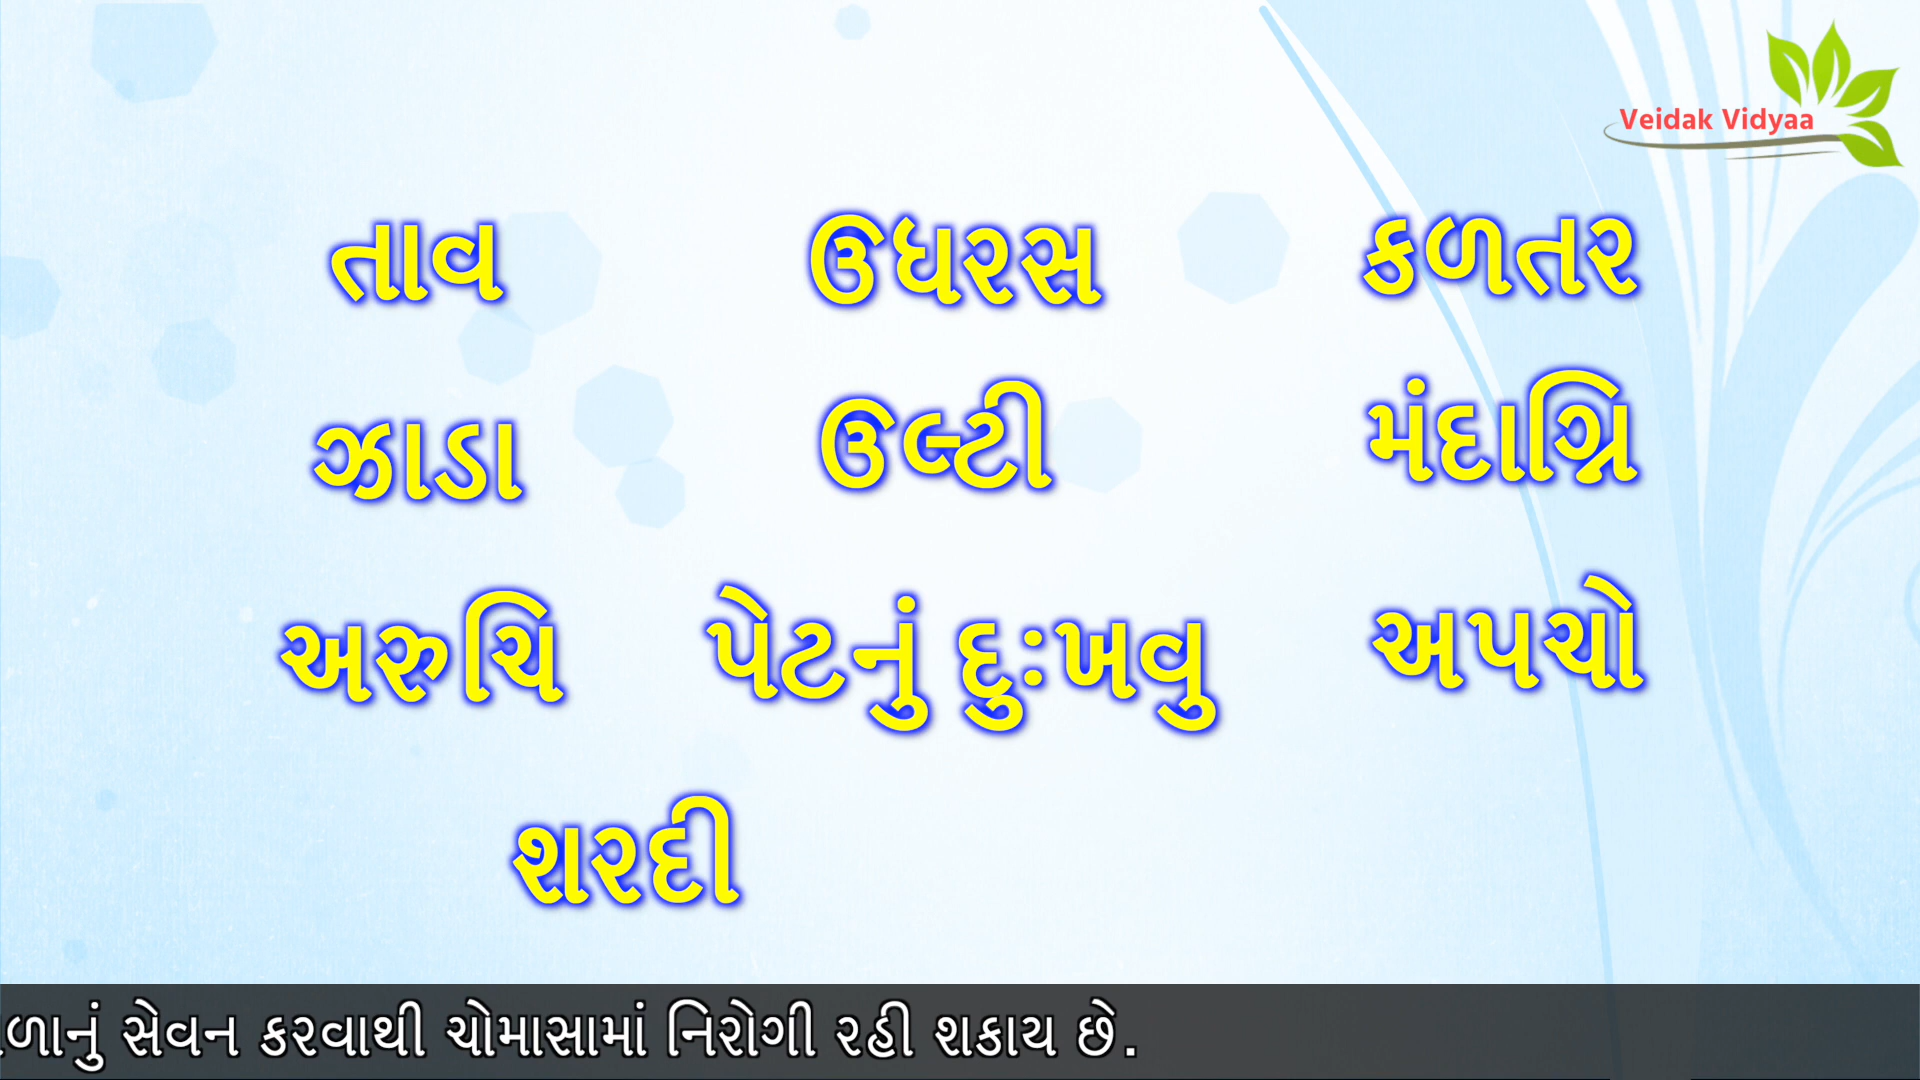 Veidak Vidyaa
તાવ ઉધરસ કળતર
ઝાડા ઉલ્ટી મંદાગ્નિ
અરુચિ પેટનું દુઃખવુ અપચો
શરદી
ળાનું સેવન કરવાથી ચોમાસામાં નિરોગી રહી શકાય છે.